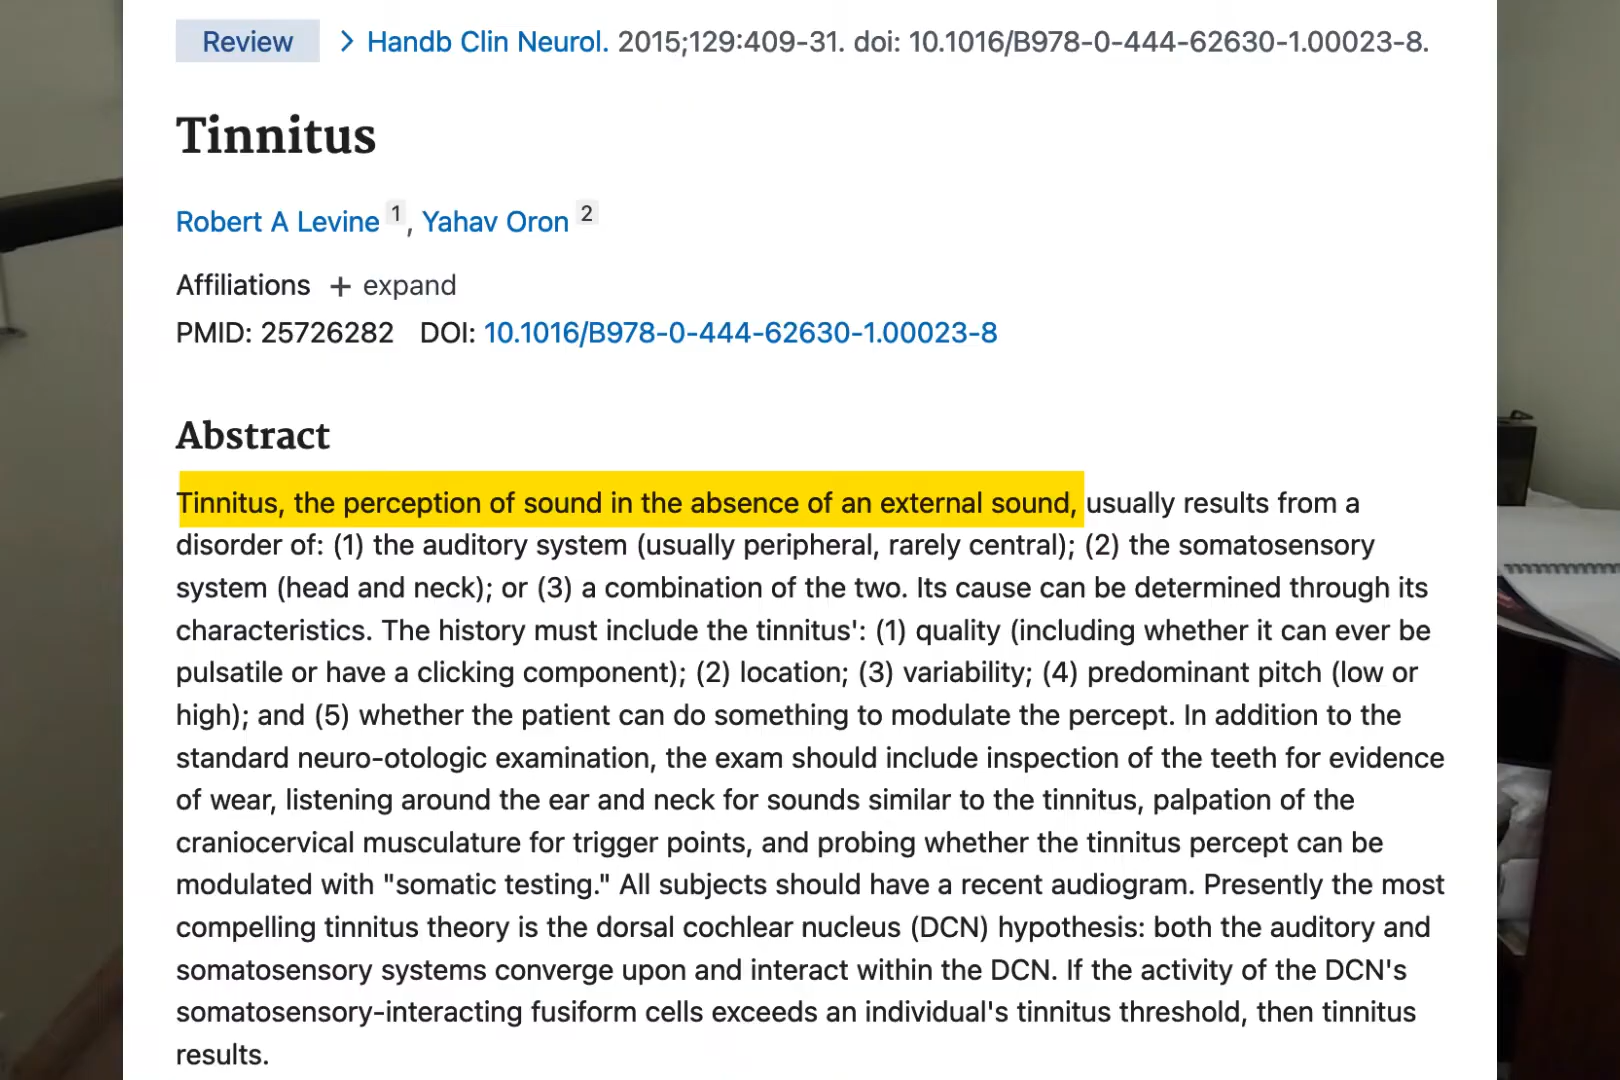 Review > Handb Clin Neurol. 2015;129:409-31. doi: 10.1016/B978-0-444-62630-1.00023-8.
Tinnitus
Robert A Levine 1, Yahav Oron 2
Affiliations + expand
PMID: 25726282 DOI: 10.1016/B978-0-444-62630-1.00023-8
Abstract
Tinnitus, the perception of sound in the absence of an external sound, usually results from a
disorder of: (1) the auditory system (usually peripheral, rarely central); (2) the somatosensory
system (head and neck); or (3) a combination of the two. Its cause can be determined through its
characteristics. The history must include the tinnitus': (1) quality (including whether it can ever be
pulsatile or have a clicking component); (2) location; (3) variability; (4) predominant pitch (low or
high); and (5) whether the patient can do something to modulate the percept. In addition to the
standard neuro-otologic examination, the exam should include inspection of the teeth for evidence
of wear, listening around the ear and neck for sounds similar to the tinnitus, palpation of the
craniocervical musculature for trigger points, and probing whether the tinnitus percept can be
modulated with "somatic testing." All subjects should have a recent audiogram. Presently the most
compelling tinnitus theory is the dorsal cochlear nucleus (DCN) hypothesis: both the auditory and
somatosensory systems converge upon and interact within the DCN. If the activity of the DCN's
somatosensory-interacting fusiform cells exceeds an individual's tinnitus threshold, then tinnitus
results.